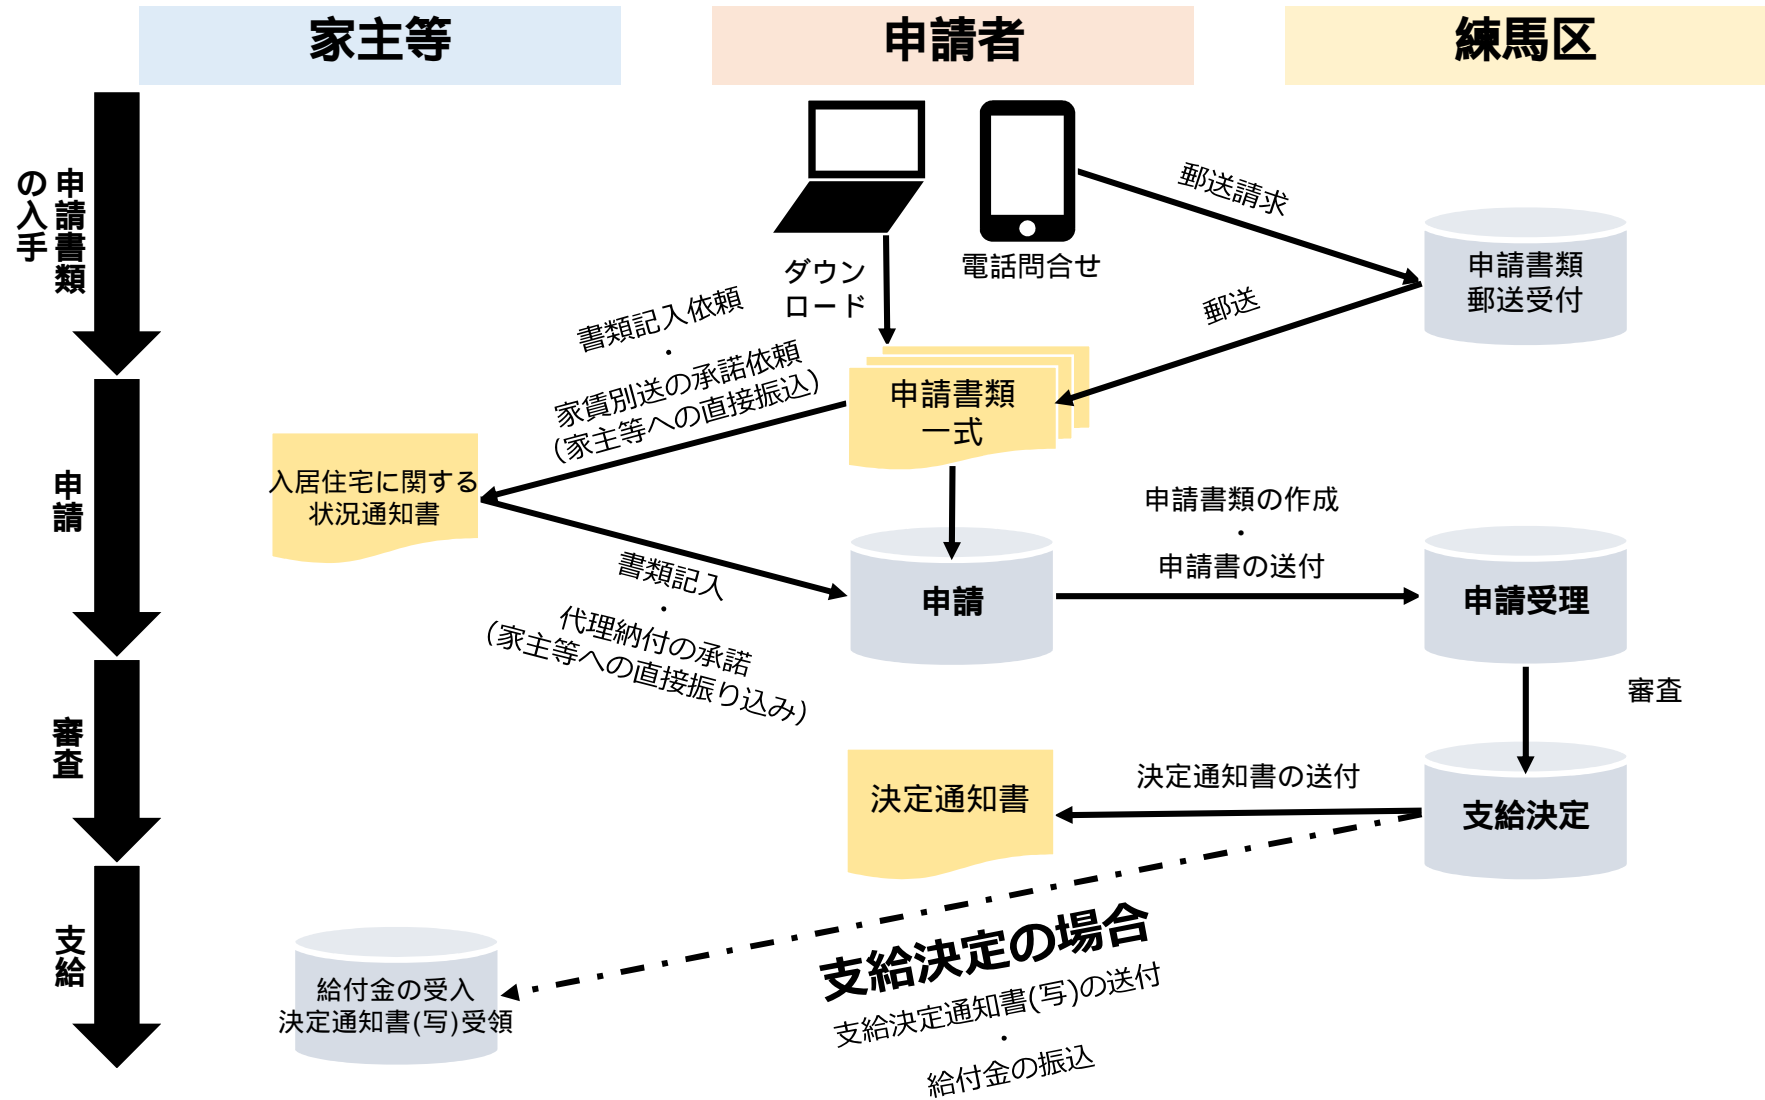 家主等
申請者
練馬区
申請書類
の入手
郵送請求
電話問合せ
ダウン
ロード
申請書類
郵送受付
郵送
書類記入依頼
・
家賃別送の承諾依頼
（家主等への直接振込）
申請書類
一式
申請
入居住宅に関する
状況通知書
申請書類の作成
・
申請書の送付
書類記入
・
代理納付の承諾
（家主等への直接振り込み）
申請
申請受理
審査
審査
決定通知書
決定通知書の送付
支給決定
支給
支給決定の場合
支給決定通知書(写)の送付
・
給付金の振込
給付金の受入
決定通知書(写)受領